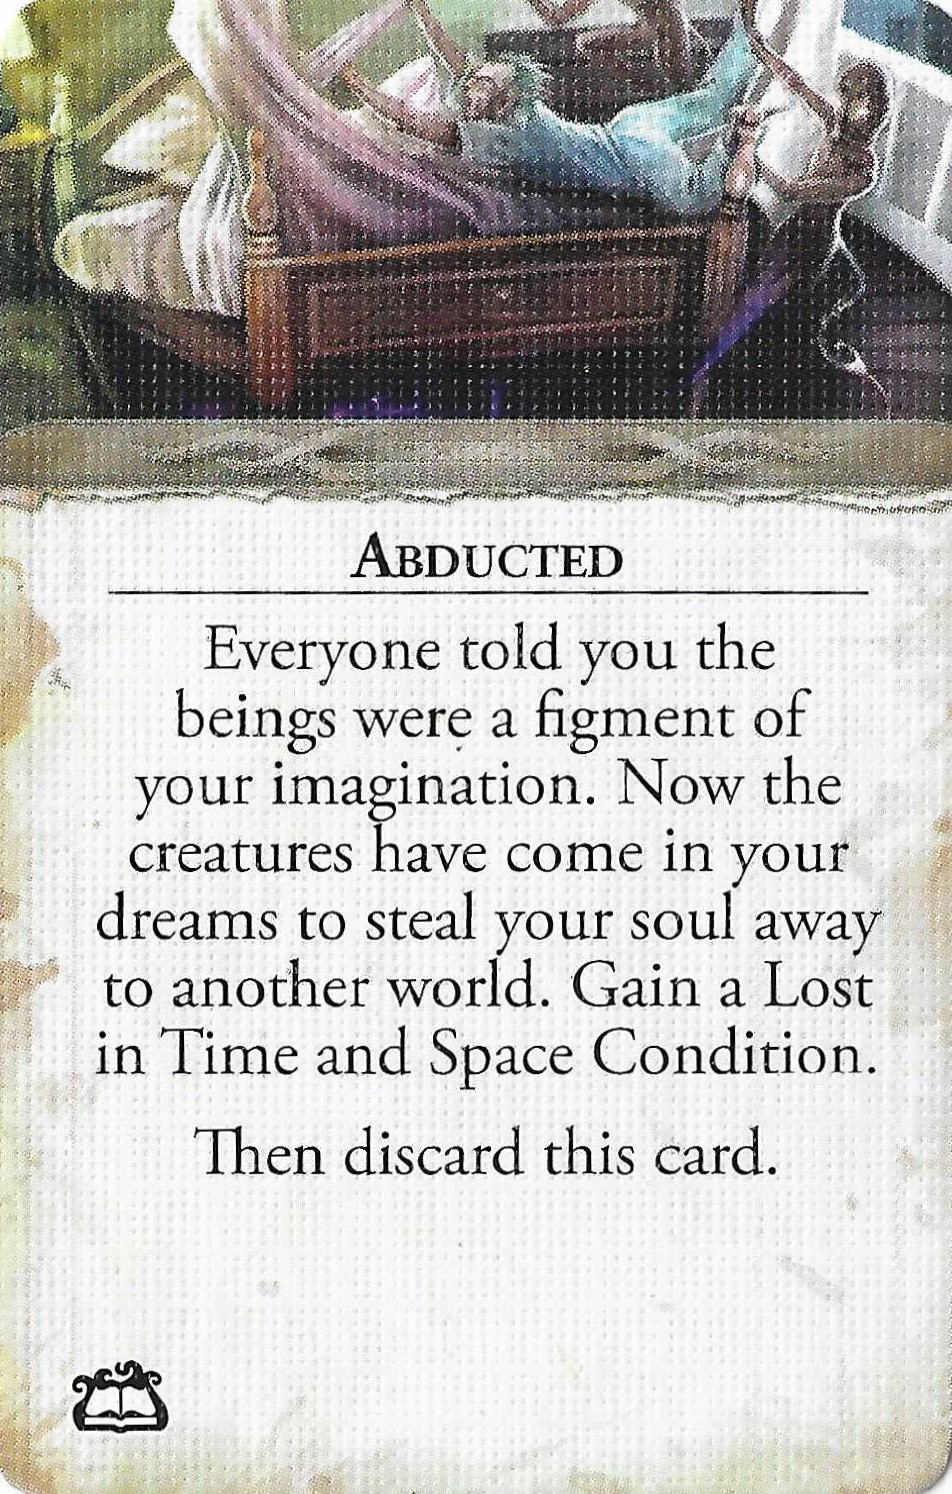 ABDUCTED
Everyone told you the
beings were a figment of
your imagination. Now the
creatures have come in your
dreams to steal your soul away
to another world. Gain a Lost
in Time and Space Condition.
Then discard this card.